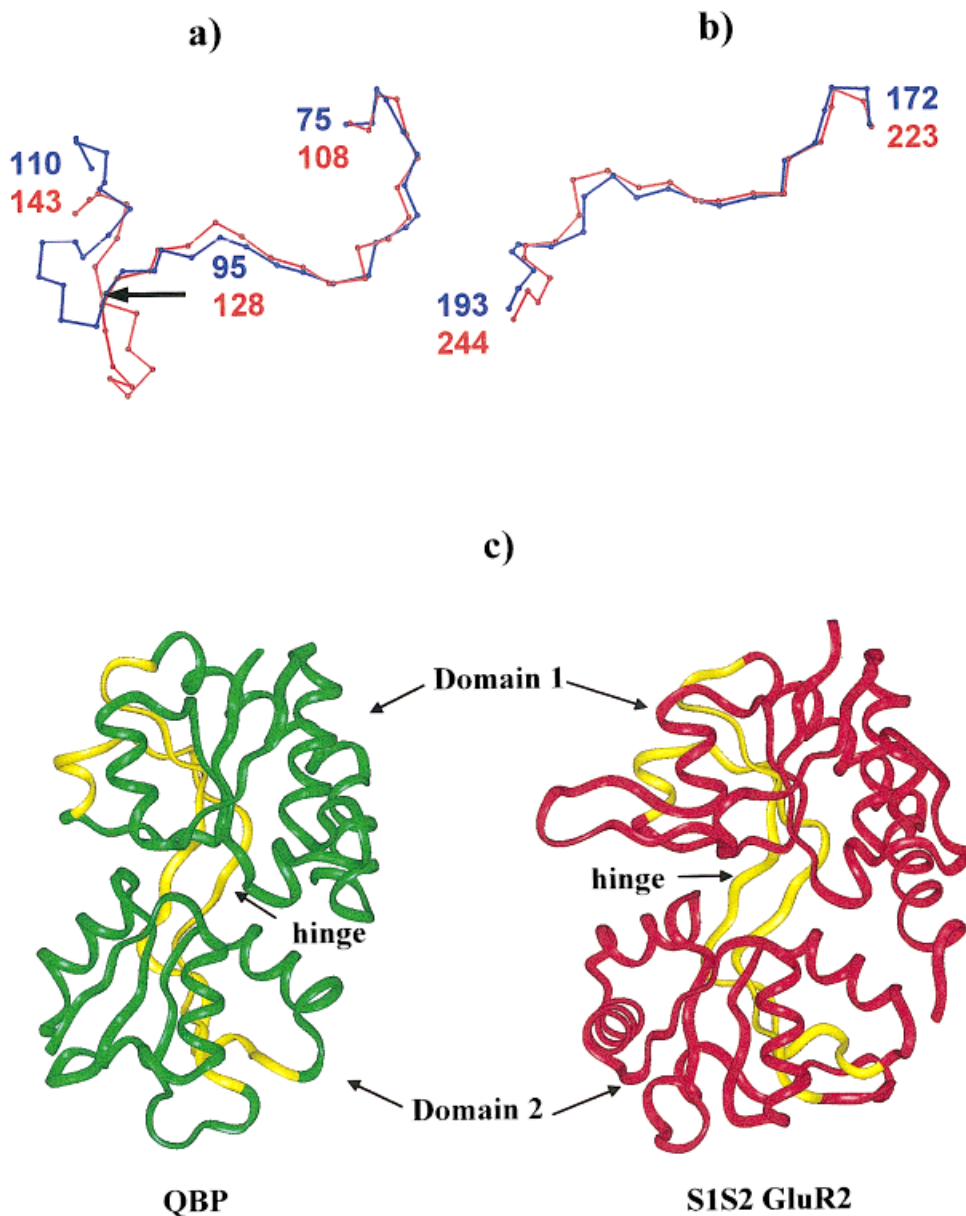 a)
b)
75
108
110
143
95
128
172
223
193
244
c)
Domain 1
hinge
hinge
Domain 2
QBP
S1S2 GluR2